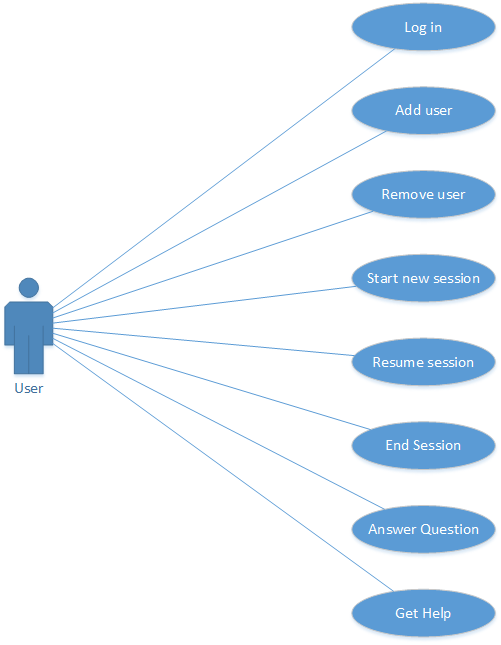 Log in
Add user
Remove user
Start new session
Resume session
User
End Session
Answer Question
Get Help